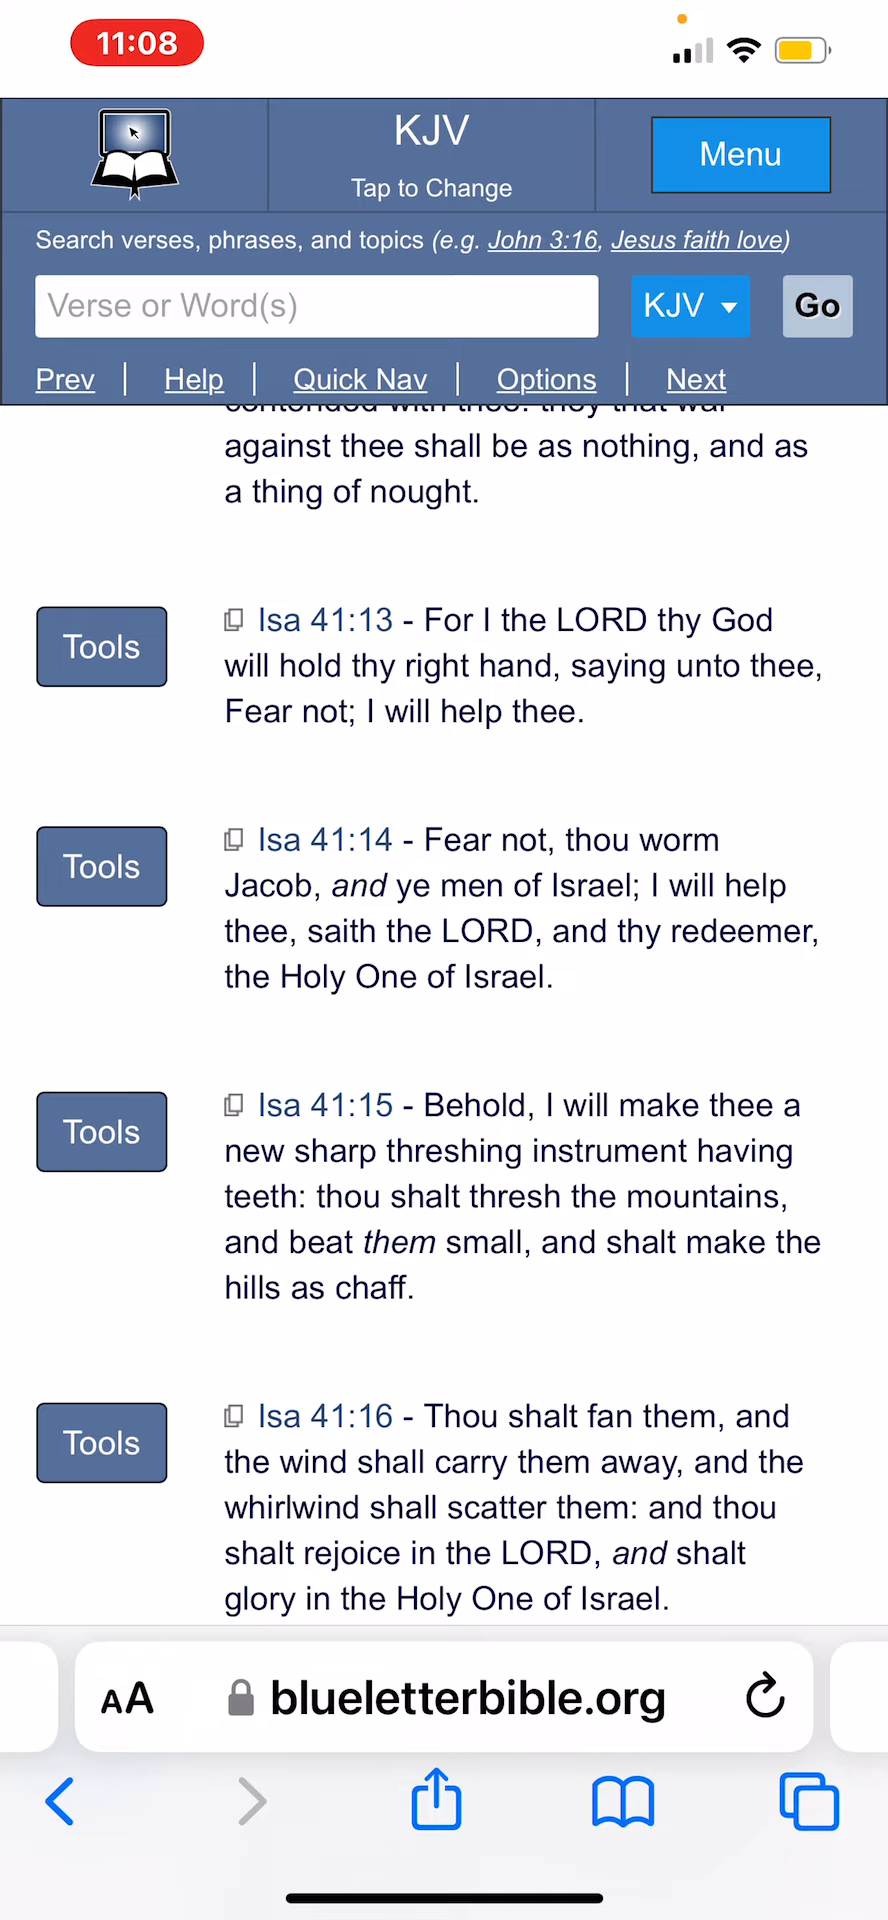 11:08
KJV
Tap to Change
Menu
Search verses, phrases, and topics (e.g. John 3:16, Jesus faith love)
Verse or Word(s)
KJV
Go
Prev | Help | Quick Nav | Options | Next
contended with thee: they that war
against thee shall be as nothing, and as
a thing of nought.
Tools
Isa 41:13 - For I the LORD thy God
will hold thy right hand, saying unto thee,
Fear not; I will help thee.
Tools
Isa 41:14 - Fear not, thou worm
Jacob, and ye men of Israel; I will help
thee, saith the LORD, and thy redeemer,
the Holy One of Israel.
Tools
Isa 41:15 - Behold, I will make thee a
new sharp threshing instrument having
teeth: thou shalt thresh the mountains,
and beat them small, and shalt make the
hills as chaff.
Tools
Isa 41:16 - Thou shalt fan them, and
the wind shall carry them away, and the
whirlwind shall scatter them: and thou
shalt rejoice in the LORD, and shalt
glory in the Holy One of Israel.
AA
blueletterbible.org